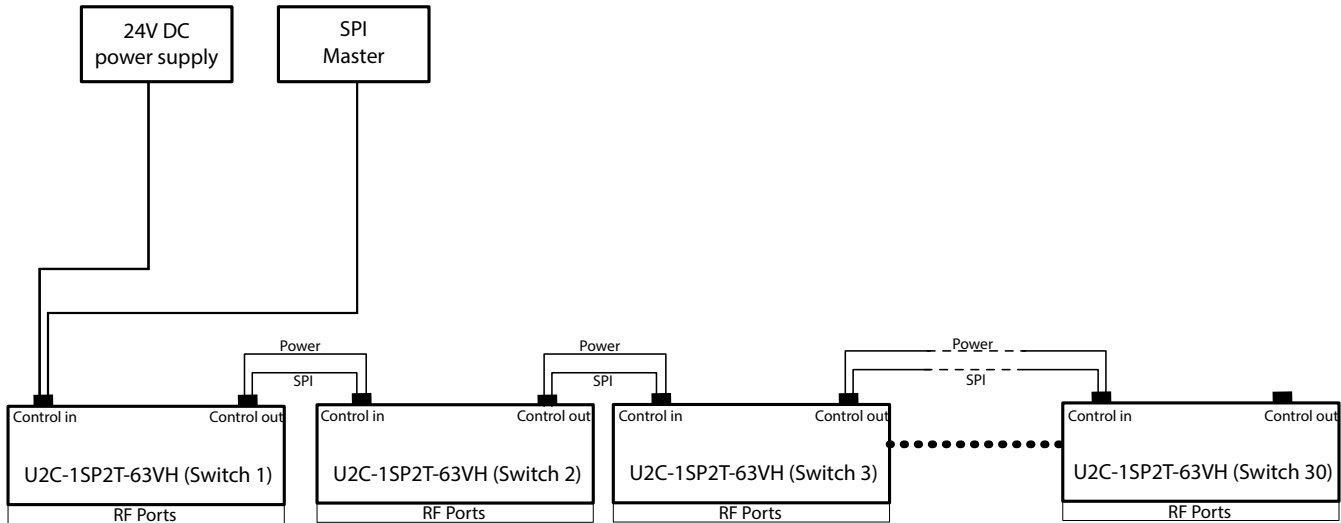 24V DC
power supply
SPI
Master
Power
SPI
Power
SPI
Power
SPI
Control in
Control out
U2C-1SP2T-63VH (Switch 1)
RF Ports
Control in
Control out
U2C-1SP2T-63VH (Switch 2)
RF Ports
Control in
Control out
U2C-1SP2T-63VH (Switch 3)
RF Ports
Control in
Control out
U2C-1SP2T-63VH (Switch 30)
RF Ports